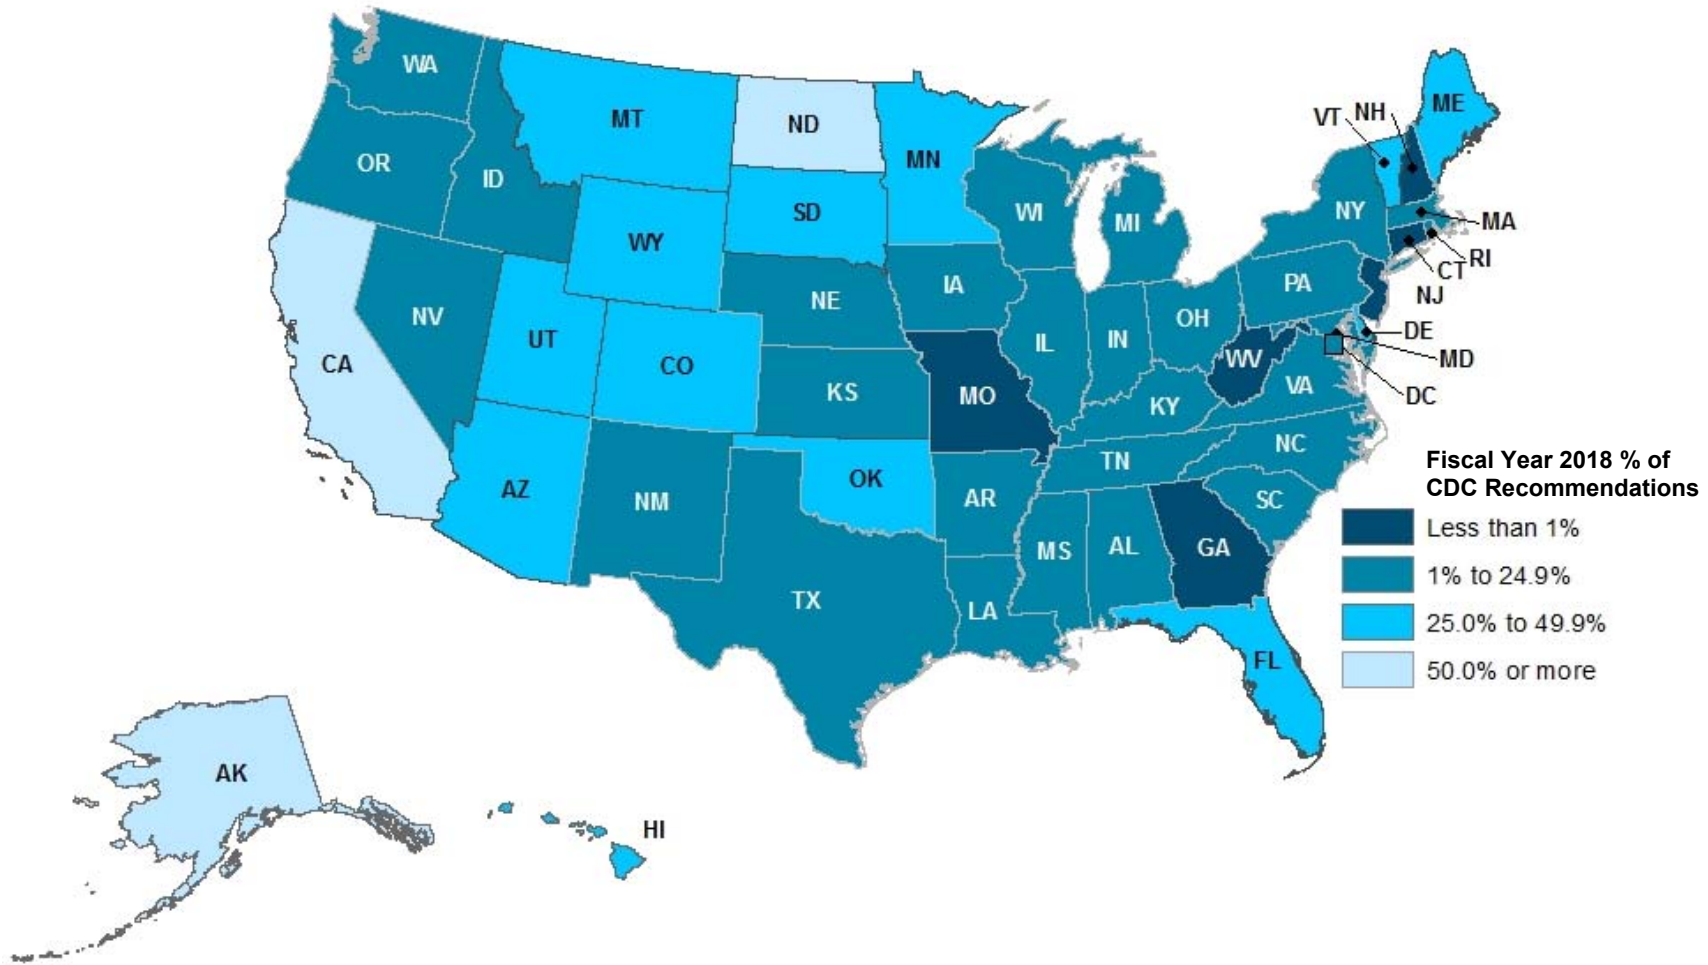 WA
MT
ND
MN
ME
VT
NH
OR
ID
SD
WI
MI
NY
MA
WY
RI
CT
IA
PA
NJ
NE
NV
OH
DE
UT
IL
IN
MD
CA
CO
WV
KS
MO
VA
DC
KY
NC
TN
Fiscal Year 2018 % of
CDC Recommendations
AZ
NM
OK
AR
SC
Less than 1%
MS
AL
GA
1% to 24.9%
TX
LA
25.0% to 49.9%
FL
50.0% or more
AK
HI